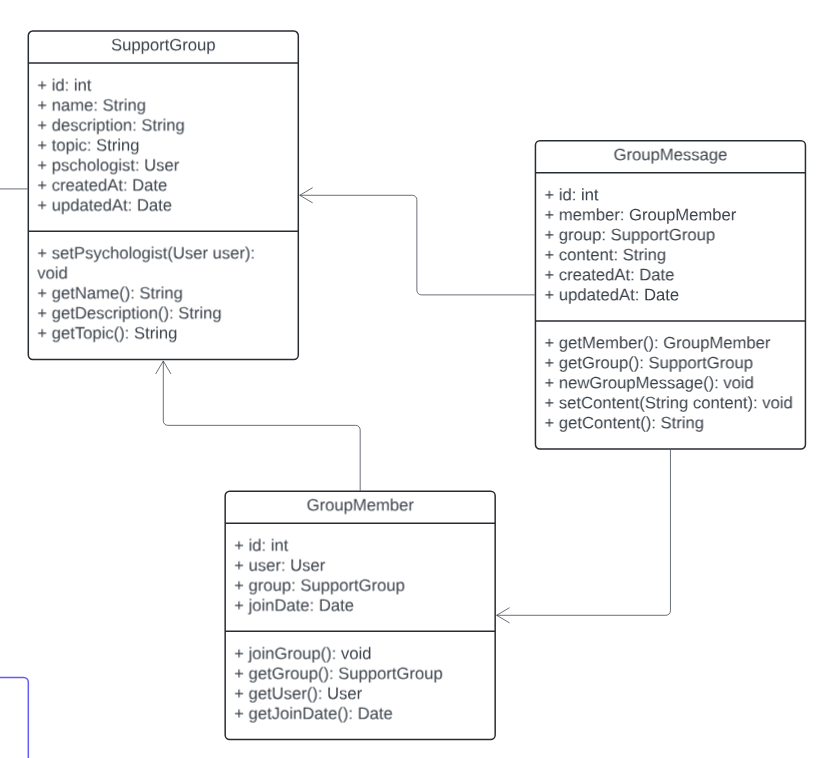 SupportGroup
+ id: int
+ name: String
+ description: String
+ topic: String
+ pschologist: User
+ createdAt: Date
+ updatedAt: Date
+ setPsychologist(User user):
void
+ getName(): String
+ getDescription(): String
+ getTopic(): String
GroupMessage
+ id: int
+ member: GroupMember
+ group: SupportGroup
+ content: String
+ createdAt: Date
+ updatedAt: Date
+ getMember(): GroupMember
+ getGroup(): SupportGroup
+ newGroupMessage(): void
+ setContent(String content): void
+ getContent(): String
GroupMember
+ id: int
+ user: User
+ group: SupportGroup
+ joinDate: Date
+ joinGroup(): void
+ getGroup(): SupportGroup
+ getUser(): User
+ getJoinDate(): Date